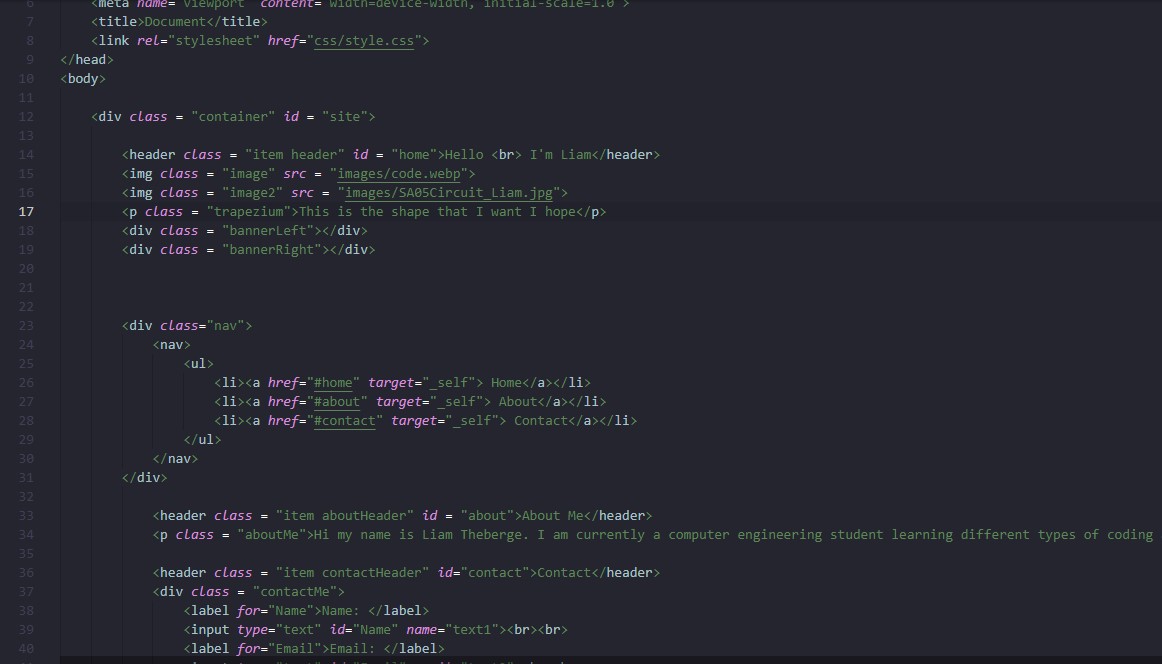 6 <meta name="viewport" content="width=device-width, initial-scale=1.0">
7 <title>Document</title>
8 <link rel="stylesheet" href="css/style.css">
9 </head>
10 <body>
11
12 <div class = "container" id = "site">
13
14 <header class = "item header" id = "home">Hello <br> I'm Liam</header>
15 <img class = "image" src = "images/code.webp">
16 <img class = "image2" src = "images/SA05Circuit_Liam.jpg">
17 <p class = "trapezium">This is the shape that I want I hope</p>
18 <div class = "bannerLeft"></div>
19 <div class = "bannerRight"></div>
20
21
22
23 <div class="nav">
24 <nav>
25 <ul>
26 <li><a href="#home" target="_self"> Home</a></li>
27 <li><a href="#about" target="_self"> About</a></li>
28 <li><a href="#contact" target="_self"> Contact</a></li>
29 </ul>
30 </nav>
31 </div>
32
33 <header class = "item aboutHeader" id = "about">About Me</header>
34 <p class = "aboutMe">Hi my name is Liam Theberge. I am currently a computer engineering student learning different types of coding
35
36 <header class = "item contactHeader" id="contact">Contact</header>
37 <div class = "contactMe">
38 <label for="Name">Name: </label>
39 <input type="text" id="Name" name="text1"><br><br>
40 <label for="Email">Email: </label>